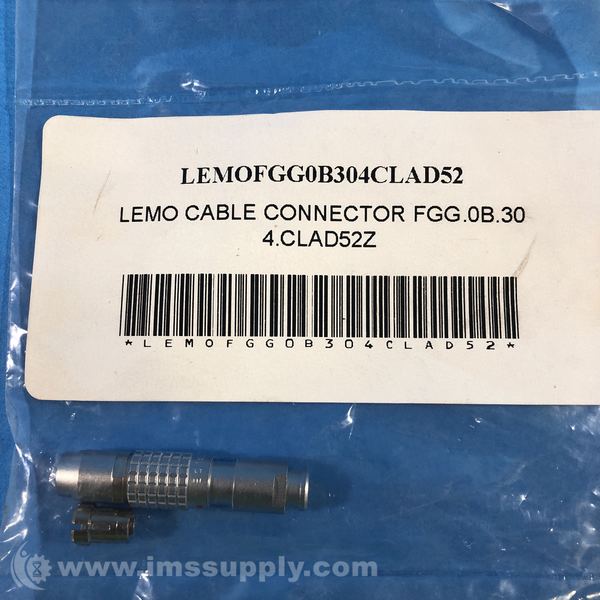 LEMOFGG0B304CLAD52
LEMO CABLE CONNECTOR FGG.0B.30
4.CLAD52Z
*LEMOFGG0B304CLAD52*
www.imssupply.com